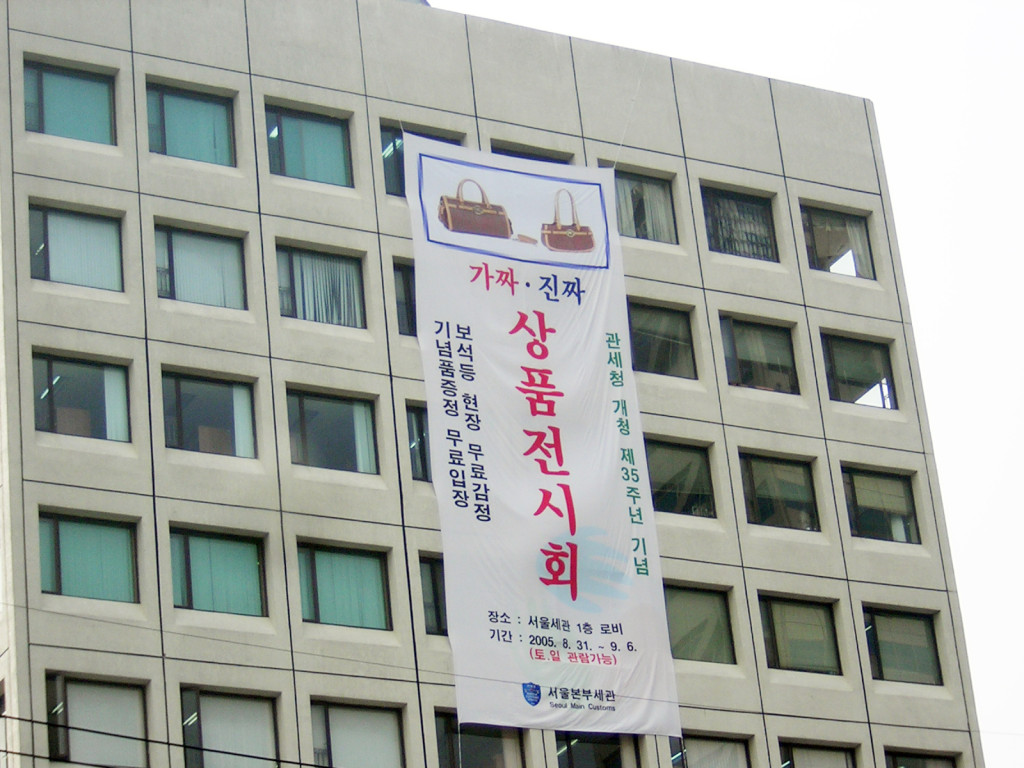 가짜·진짜
상품전시회
관세청 개청 제35주년 기념
보석등 현장 무료감정
기념품증정 무료입장
장소 : 서울세관 1층 로비
기간 : 2005. 8. 31. ~ 9. 6.
(토.일 관람가능)
서울본부세관
Seoul Main Customs